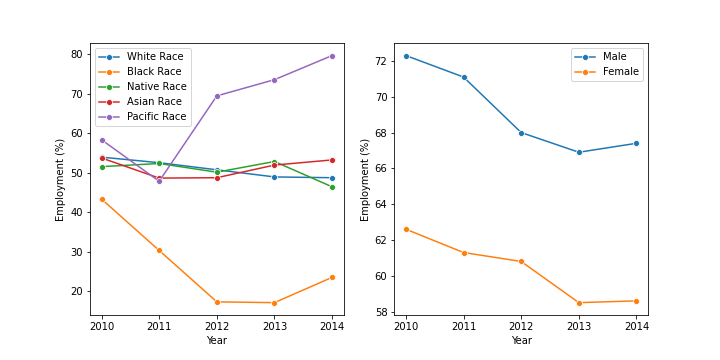 White Race
Black Race
Native Race
Asian Race
Pacific Race
80
70
60
50
40
30
20
Employment (%)
2010 2011 2012 2013 2014
Year
Male
Female
72
70
68
66
64
62
60
58
Employment (%)
2010 2011 2012 2013 2014
Year